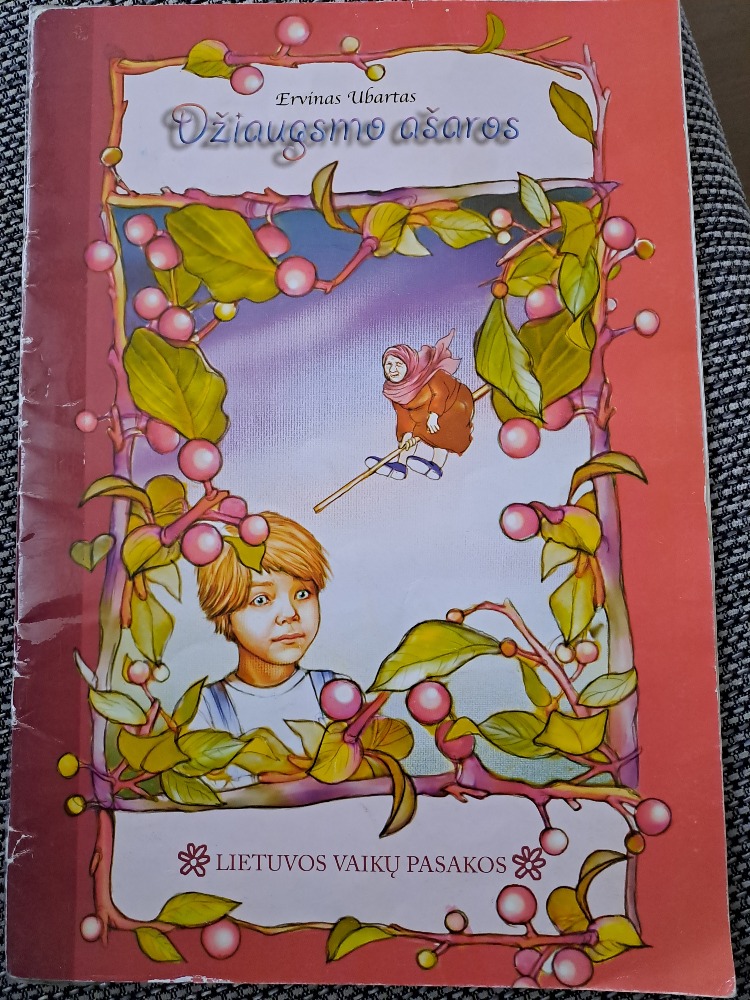 Ervinas Ubartas
Džiaugsmo ašaros
LIETUVOS VAIKŲ PASAKOS